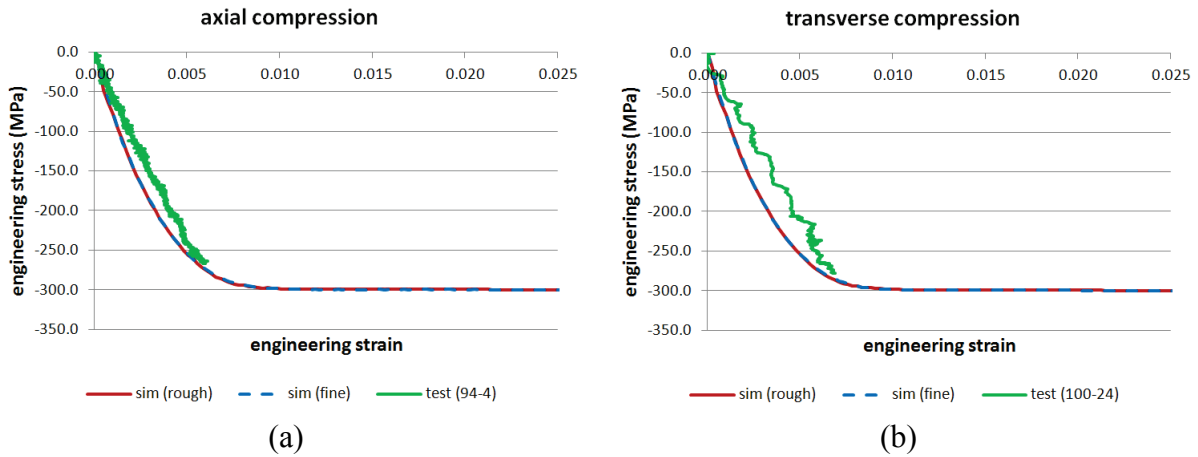 axial compression
0.0
-50.0
-100.0
-150.0
-200.0
-250.0
-300.0
-350.0
0.000 0.005 0.010 0.015 0.020 0.025
engineering stress (MPa)
engineering strain
sim (rough) sim (fine) test (94-4)
(a)
transverse compression
0.0
-50.0
-100.0
-150.0
-200.0
-250.0
-300.0
-350.0
0.000 0.005 0.010 0.015 0.020 0.025
engineering stress (MPa)
engineering strain
sim (rough) sim (fine) test (100-24)
(b)